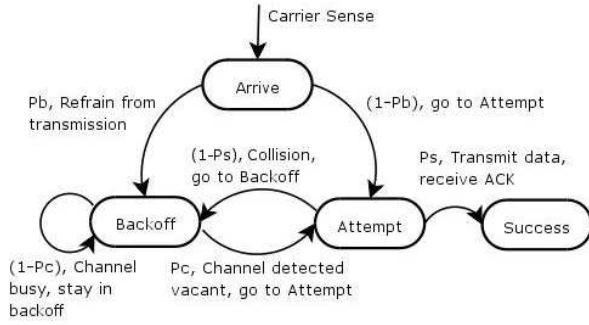 Carrier Sense
Arrive
Pb, Refrain from
transmission
(1-Pb), go to Attempt
(1-Ps), Collision,
go to Backoff
Ps, Transmit data,
receive ACK
Backoff
Attempt
Success
(1-Pc), Channel
busy, stay in
backoff
Pc, Channel detected
vacant, go to Attempt